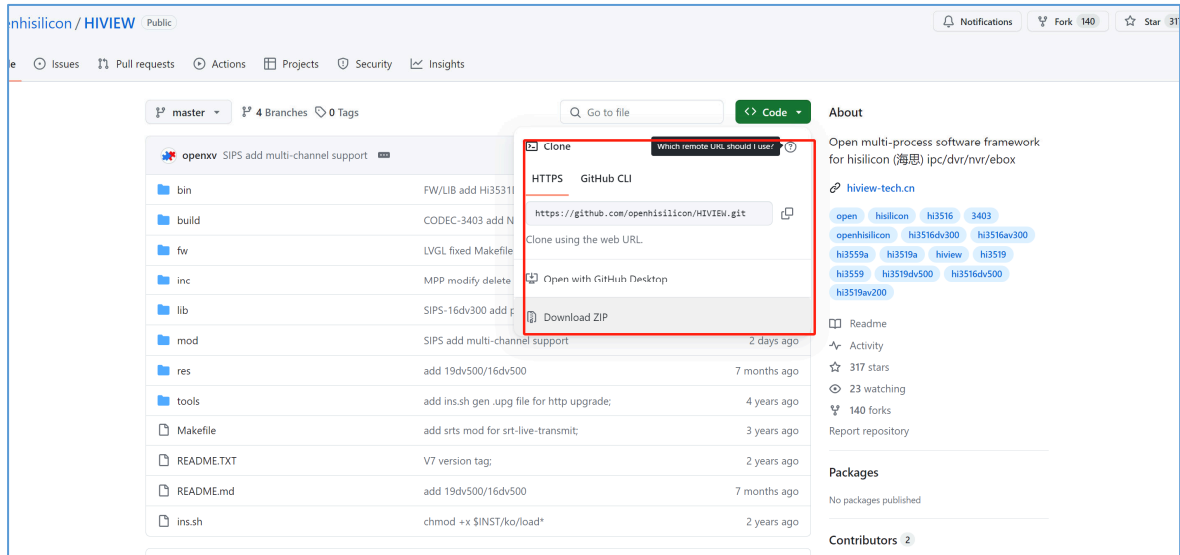 nhisilicon / HIVIEW Public Notifications Fork 140 Star 317
Issues Pull requests Actions Projects Security Insights
master 4 Branches 0 Tags Go to file Code
openxv SIPS add multi-channel support
Clone Which remote URL should I use?
HTTPS GitHub CLI
https://github.com/openhisilicon/HIVIEW.git
Clone using the web URL.
Open with GitHub Desktop
Download ZIP
bin FW/LIB add Hi3531
build CODEC-3403 add N
fw LVGL fixed Makefile
inc MPP modify delete
lib SIPS-16dv300 add
mod SIPS add multi-channel support 2 days ago
res add 19dv500/16dv500 7 months ago
tools add ins.sh gen .upg file for http upgrade; 4 years ago
Makefile add srts mod for srt-live-transmit; 3 years ago
README.TXT V7 version tag; 2 years ago
README.md add 19dv500/16dv500 7 months ago
ins.sh chmod +x $INST/ko/load* 2 years ago
About
Open multi-process software framework
for hisilicon (海思) ipc/dvr/nvr/ebox
hiview-tech.cn
open hisilicon hi3516 3403
openhisilicon hi3516dv300 hi3516av300
hi3559a hi3519a hiview hi3519
hi3559 hi3519dv500 hi3516dv500
hi3519av200
Readme
Activity
317 stars
23 watching
140 forks
Report repository
Packages
No packages published
Contributors 2